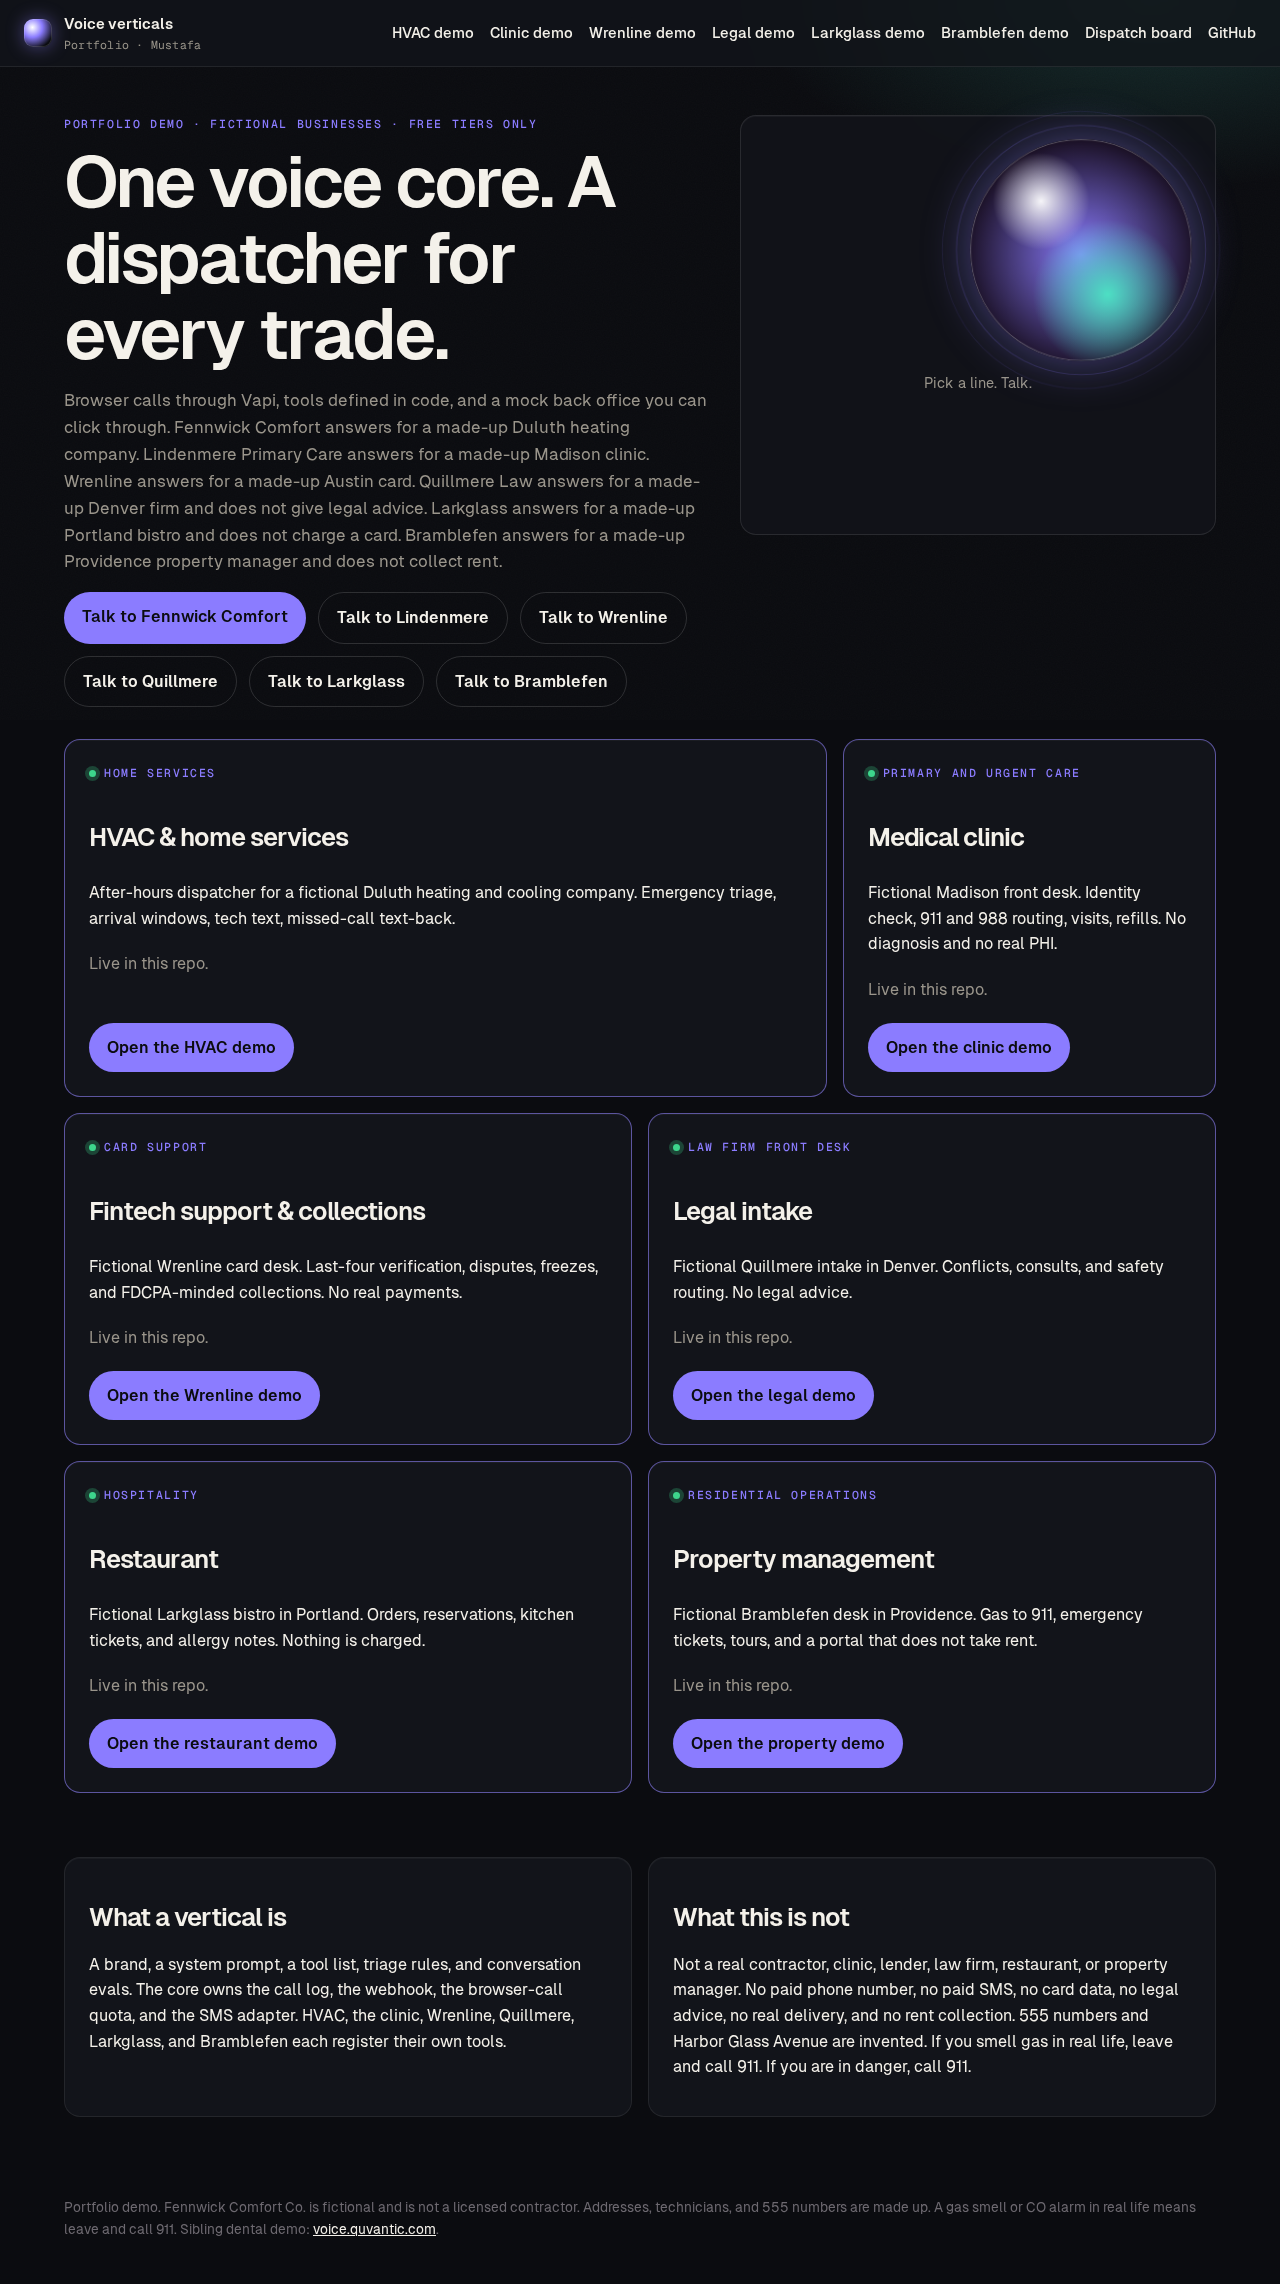 Voice verticals
Portfolio · Mustafa
HVAC demo Clinic demo Wrenline demo Legal demo Larkglass demo Bramblefen demo Dispatch board GitHub
PORTFOLIO DEMO · FICTIONAL BUSINESSES · FREE TIERS ONLY
One voice core. A
dispatcher for
every trade.
Browser calls through Vapi, tools defined in code, and a mock back office you can
click through. Fennwick Comfort answers for a made-up Duluth heating
company. Lindenmere Primary Care answers for a made-up Madison clinic.
Wrenline answers for a made-up Austin card. Quillmere Law answers for a made-
up Denver firm and does not give legal advice. Larkglass answers for a made-up
Portland bistro and does not charge a card. Bramblefen answers for a made-up
Providence property manager and does not collect rent.
Talk to Fennwick Comfort Talk to Lindenmere Talk to Wrenline
Talk to Quillmere Talk to Larkglass Talk to Bramblefen
Pick a line. Talk.
HOME SERVICES
HVAC & home services
After-hours dispatcher for a fictional Duluth heating and cooling company. Emergency triage,
arrival windows, tech text, missed-call text-back.
Live in this repo.
Open the HVAC demo
PRIMARY AND URGENT CARE
Medical clinic
Fictional Madison front desk. Identity
check, 911 and 988 routing, visits, refills. No
diagnosis and no real PHI.
Live in this repo.
Open the clinic demo
CARD SUPPORT
Fintech support & collections
Fictional Wrenline card desk. Last-four verification, disputes, freezes,
and FDCPA-minded collections. No real payments.
Live in this repo.
Open the Wrenline demo
LAW FIRM FRONT DESK
Legal intake
Fictional Quillmere intake in Denver. Conflicts, consults, and safety
routing. No legal advice.
Live in this repo.
Open the legal demo
HOSPITALITY
Restaurant
Fictional Larkglass bistro in Portland. Orders, reservations, kitchen
tickets, and allergy notes. Nothing is charged.
Live in this repo.
Open the restaurant demo
RESIDENTIAL OPERATIONS
Property management
Fictional Bramblefen desk in Providence. Gas to 911, emergency
tickets, tours, and a portal that does not take rent.
Live in this repo.
Open the property demo
What a vertical is
A brand, a system prompt, a tool list, triage rules, and conversation
evals. The core owns the call log, the webhook, the browser-call
quota, and the SMS adapter. HVAC, the clinic, Wrenline, Quillmere,
Larkglass, and Bramblefen each register their own tools.
What this is not
Not a real contractor, clinic, lender, law firm, restaurant, or property
manager. No paid phone number, no paid SMS, no card data, no legal
advice, no real delivery, and no rent collection. 555 numbers and
Harbor Glass Avenue are invented. If you smell gas in real life, leave
and call 911. If you are in danger, call 911.
Portfolio demo. Fennwick Comfort Co. is fictional and is not a licensed contractor. Addresses, technicians, and 555 numbers are made up. A gas smell or CO alarm in real life means
leave and call 911. Sibling dental demo: voice.quvantic.com.